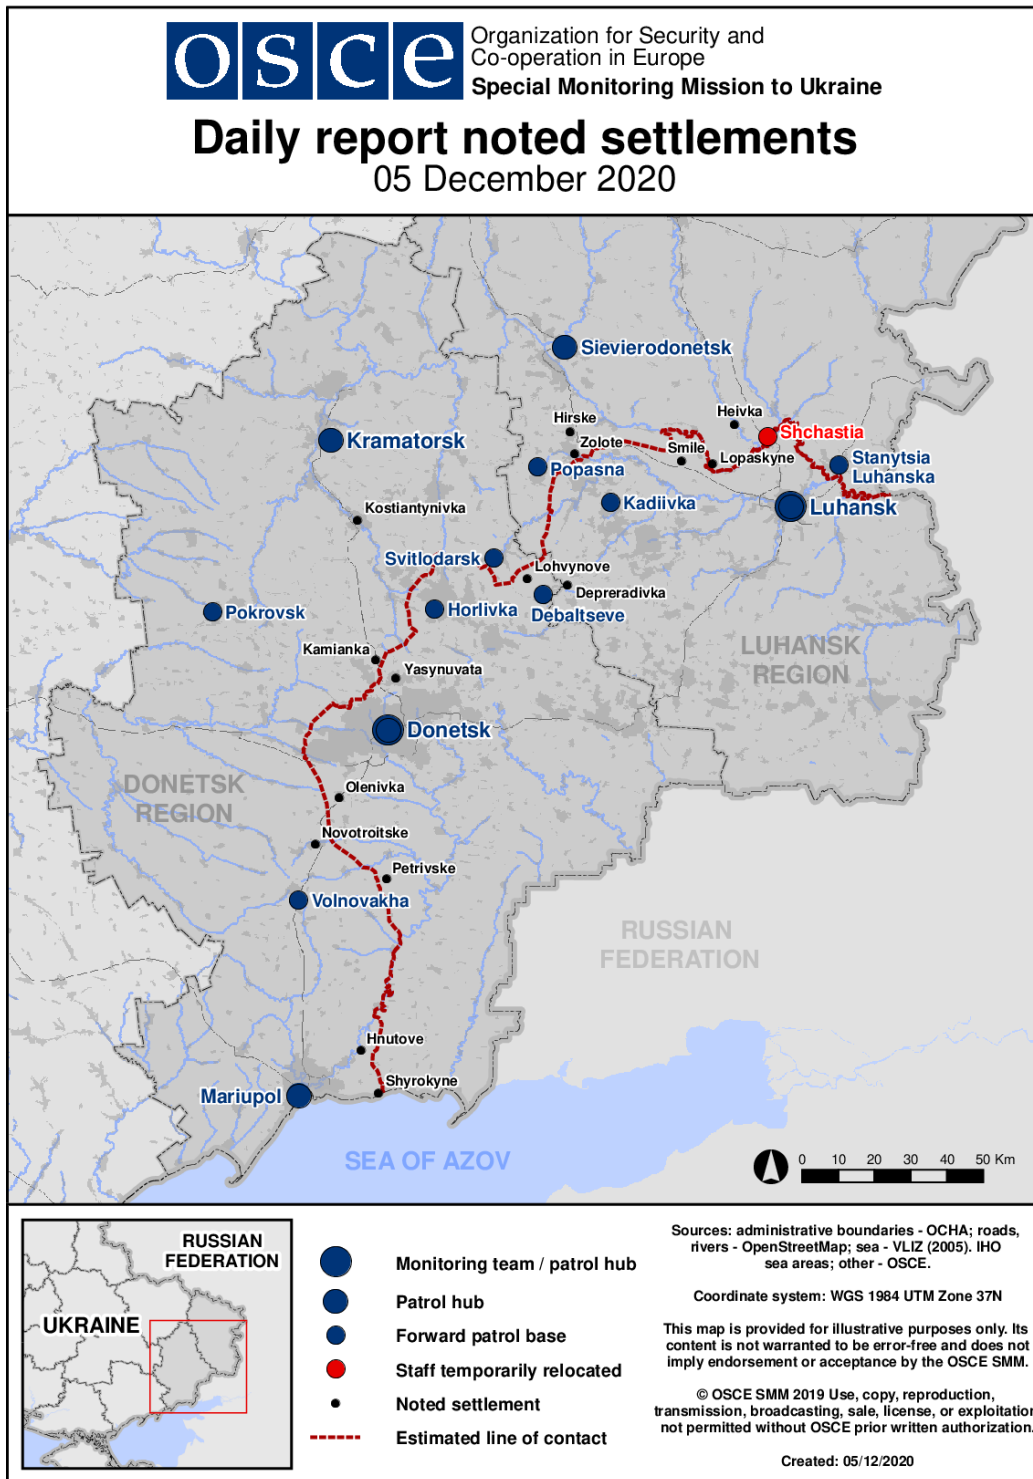 OSCE
Organization for Security and
Co-operation in Europe
Special Monitoring Mission to Ukraine
Daily report noted settlements
05 December 2020
Sievierodonetsk
Heivka
Hirske
Shchastia
Kramatorsk
Zolote
Smile
Lopaskyne
Stanytsia
Luhanska
Popasna
Kadiivka
Luhansk
Kostiantynivka
Svitlodarsk
Lohvynove
Depreradivka
Debaltseve
Pokrovsk
Horlivka
Kamianka
Yasynuvata
LUHANSK
REGION
Donetsk
DONETSK
REGION
Olenivka
Novotroitske
Petrivske
Volnovakha
RUSSIAN
FEDERATION
Hnutove
Shyrokyne
Mariupol
SEA OF AZOV
0 10 20 30 40 50 Km
RUSSIAN
FEDERATION
UKRAINE
Monitoring team / patrol hub
Patrol hub
Forward patrol base
Staff temporarily relocated
Noted settlement
Estimated line of contact
Sources: administrative boundaries - OCHA; roads,
rivers - OpenStreetMap; sea - VLIZ (2005). IHO
sea areas; other - OSCE.
Coordinate system: WGS 1984 UTM Zone 37N
This map is provided for illustrative purposes only. Its
content is not warranted to be error-free and does not
imply endorsement or acceptance by the OSCE SMM.
© OSCE SMM 2019 Use, copy, reproduction,
transmission, broadcasting, sale, license, or exploitation
not permitted without OSCE prior written authorization.
Created: 05/12/2020